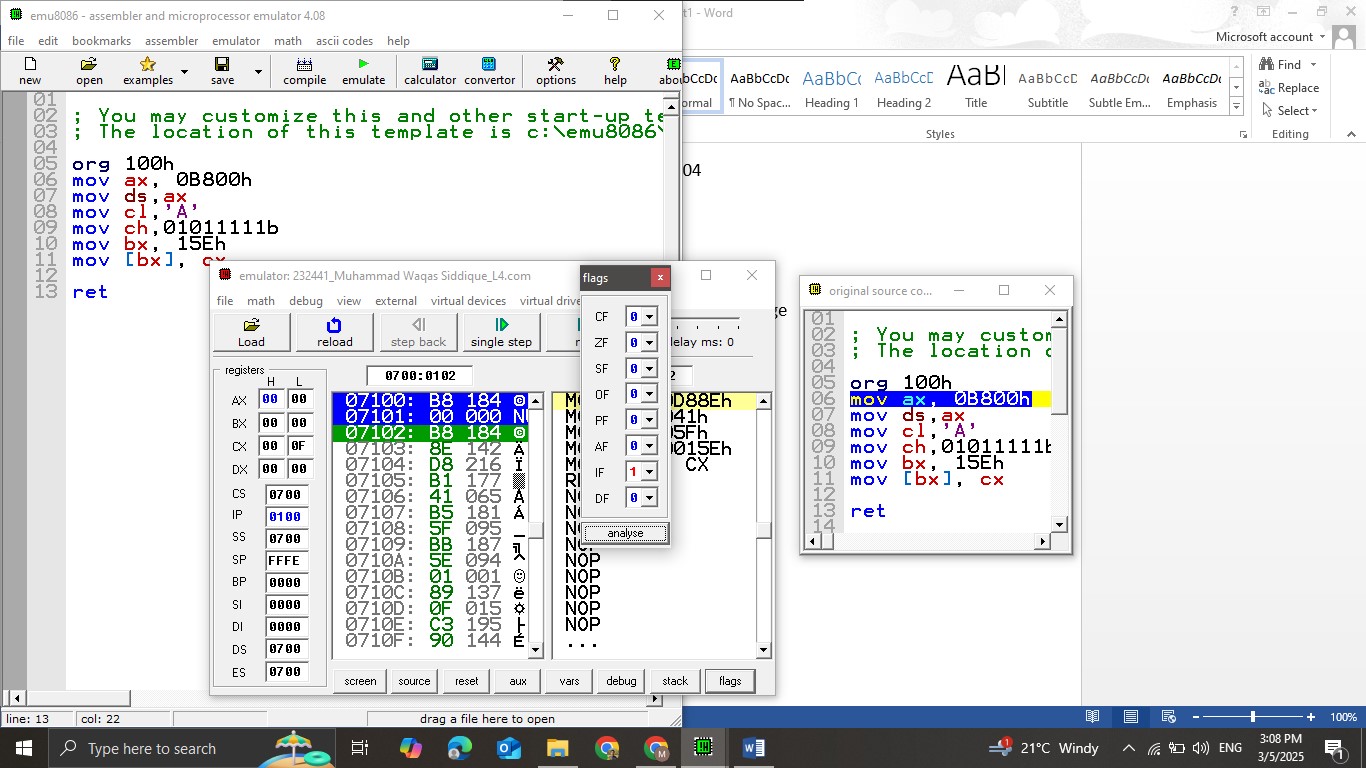 emu8086 - assembler and microprocessor emulator 4.08
file edit bookmarks assembler emulator math ascii codes help
new open examples save compile emulate calculator convertor options help abou
01
02 ; You may customize this and other start-up te
03 ; The location of this template is c:\emu8086\
04
05 org 100h
06 mov ax, 0B800h
07 mov ds,ax
08 mov cl,'A'
09 mov ch,01011111b
10 mov bx, 15Eh
11 mov [bx], cx
12
13 ret
line: 13 col: 22 drag a file here to open
t1 - Word
Microsoft account
AaBbCcDc AaBbCcDc AaBbCc AaBbCcD AaBl AaBbCcD AaBbCcDc AaBbCcDc
ormal ¶ No Spac... Heading 1 Heading 2 Title Subtitle Subtle Em... Emphasis
Styles
Find
Replace
Select
Editing
04
ge
emulator: 232441_Muhammad Waqas Siddique_L4.com
file math debug view external virtual devices virtual drive
Load reload step back single step delay ms: 0
registers
H L
AX 00 00
BX 00 00
CX 00 0F
DX 00 00
CS 0700
IP 0100
SS 0700
SP FFFE
BP 0000
SI 0000
DI 0000
DS 0700
ES 0700
0700:0102
07100: B8 184
07101: 00 000 NU
07102: B8 184
07103: 8E 142 Ä
07104: D8 216 Ï
07105: B1 177 ▒
07106: 41 065 A
07107: B5 181 Á
07108: 5F 095 _
07109: BB 187 ╗
0710A: 5E 094 ^
0710B: 01 001 ☺
0710C: 89 137 ë
0710D: 0F 015 ☼
0710E: C3 195 ├
0710F: 90 144 É
2
0D88Eh
041h
05Fh
0015Eh
CX
NOP
NOP
NOP
NOP
NOP
...
screen source reset aux vars debug stack flags
flags
CF 0
ZF 0
SF 0
OF 0
PF 0
AF 0
IF 1
DF 0
analyse
original source co...
01
02 ; You may custom
03 ; The location o
04
05 org 100h
06 mov ax, 0B800h
07 mov ds,ax
08 mov cl,'A'
09 mov ch,01011111b
10 mov bx, 15Eh
11 mov [bx], cx
12
13 ret
14
100%
Type here to search
21°C Windy
ENG
3:08 PM
3/5/2025
1